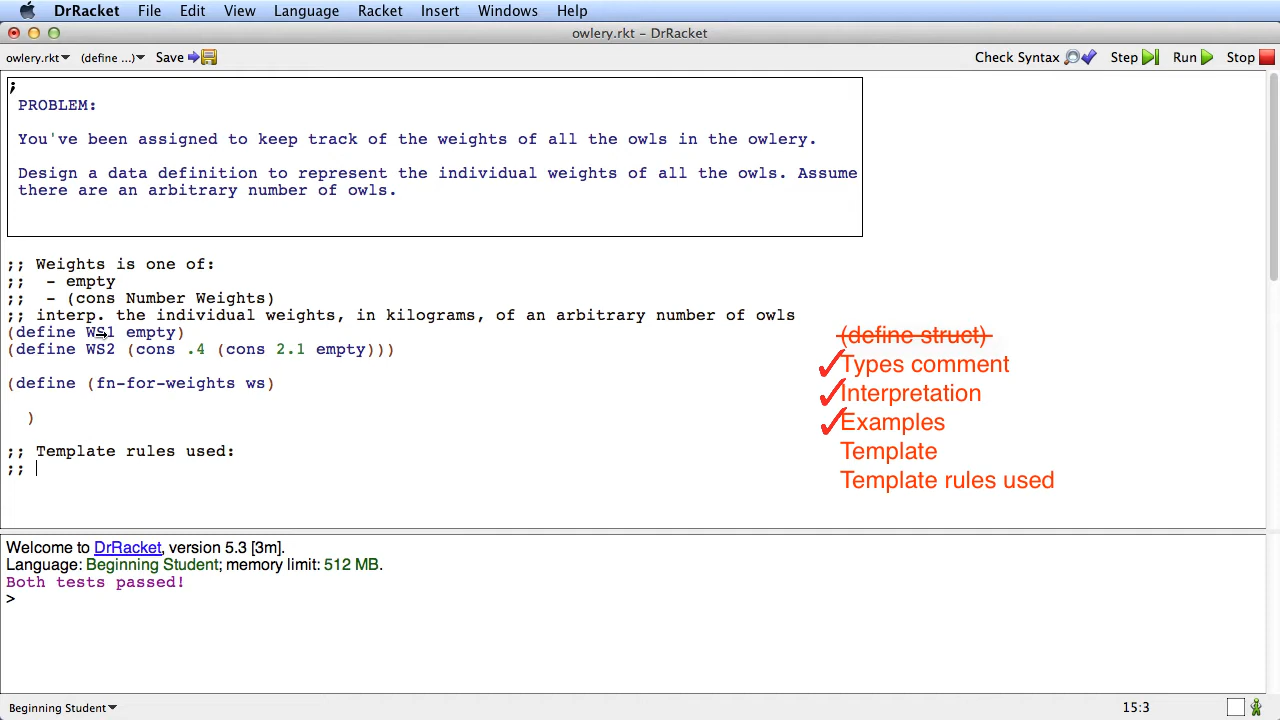 DrRacket File Edit View Language Racket Insert Windows Help
owlery.rkt – DrRacket
owlery.rkt (define ...) Save Check Syntax Step Run Stop
;
PROBLEM:
You've been assigned to keep track of the weights of all the owls in the owlery.
Design a data definition to represent the individual weights of all the owls. Assume
there are an arbitrary number of owls.
;; Weights is one of:
;;  - empty
;;  - (cons Number Weights)
;; interp. the individual weights, in kilograms, of an arbitrary number of owls
(define WS1 empty)
(define WS2 (cons .4 (cons 2.1 empty)))
(define (fn-for-weights ws)
)
;; Template rules used:
;;
(define struct)
Types comment
Interpretation
Examples
Template
Template rules used
Welcome to DrRacket, version 5.3 [3m].
Language: Beginning Student; memory limit: 512 MB.
Both tests passed!
>
Beginning Student 15:3